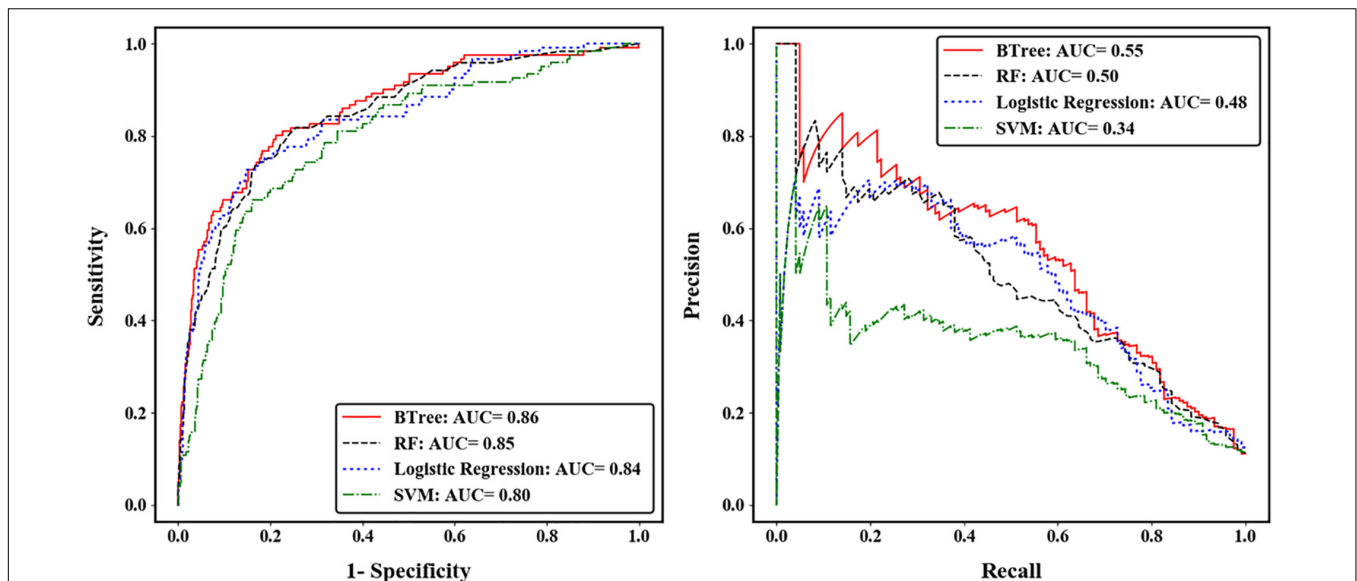 1.0
0.8
0.6
0.4
0.2
0.0
Sensitivity
0.0 0.2 0.4 0.6 0.8 1.0
1- Specificity
BTree: AUC= 0.86
RF: AUC= 0.85
Logistic Regression: AUC= 0.84
SVM: AUC= 0.80
1.0
0.8
0.6
0.4
0.2
0.0
Precision
0.0 0.2 0.4 0.6 0.8 1.0
Recall
BTree: AUC= 0.55
RF: AUC= 0.50
Logistic Regression: AUC= 0.48
SVM: AUC= 0.34